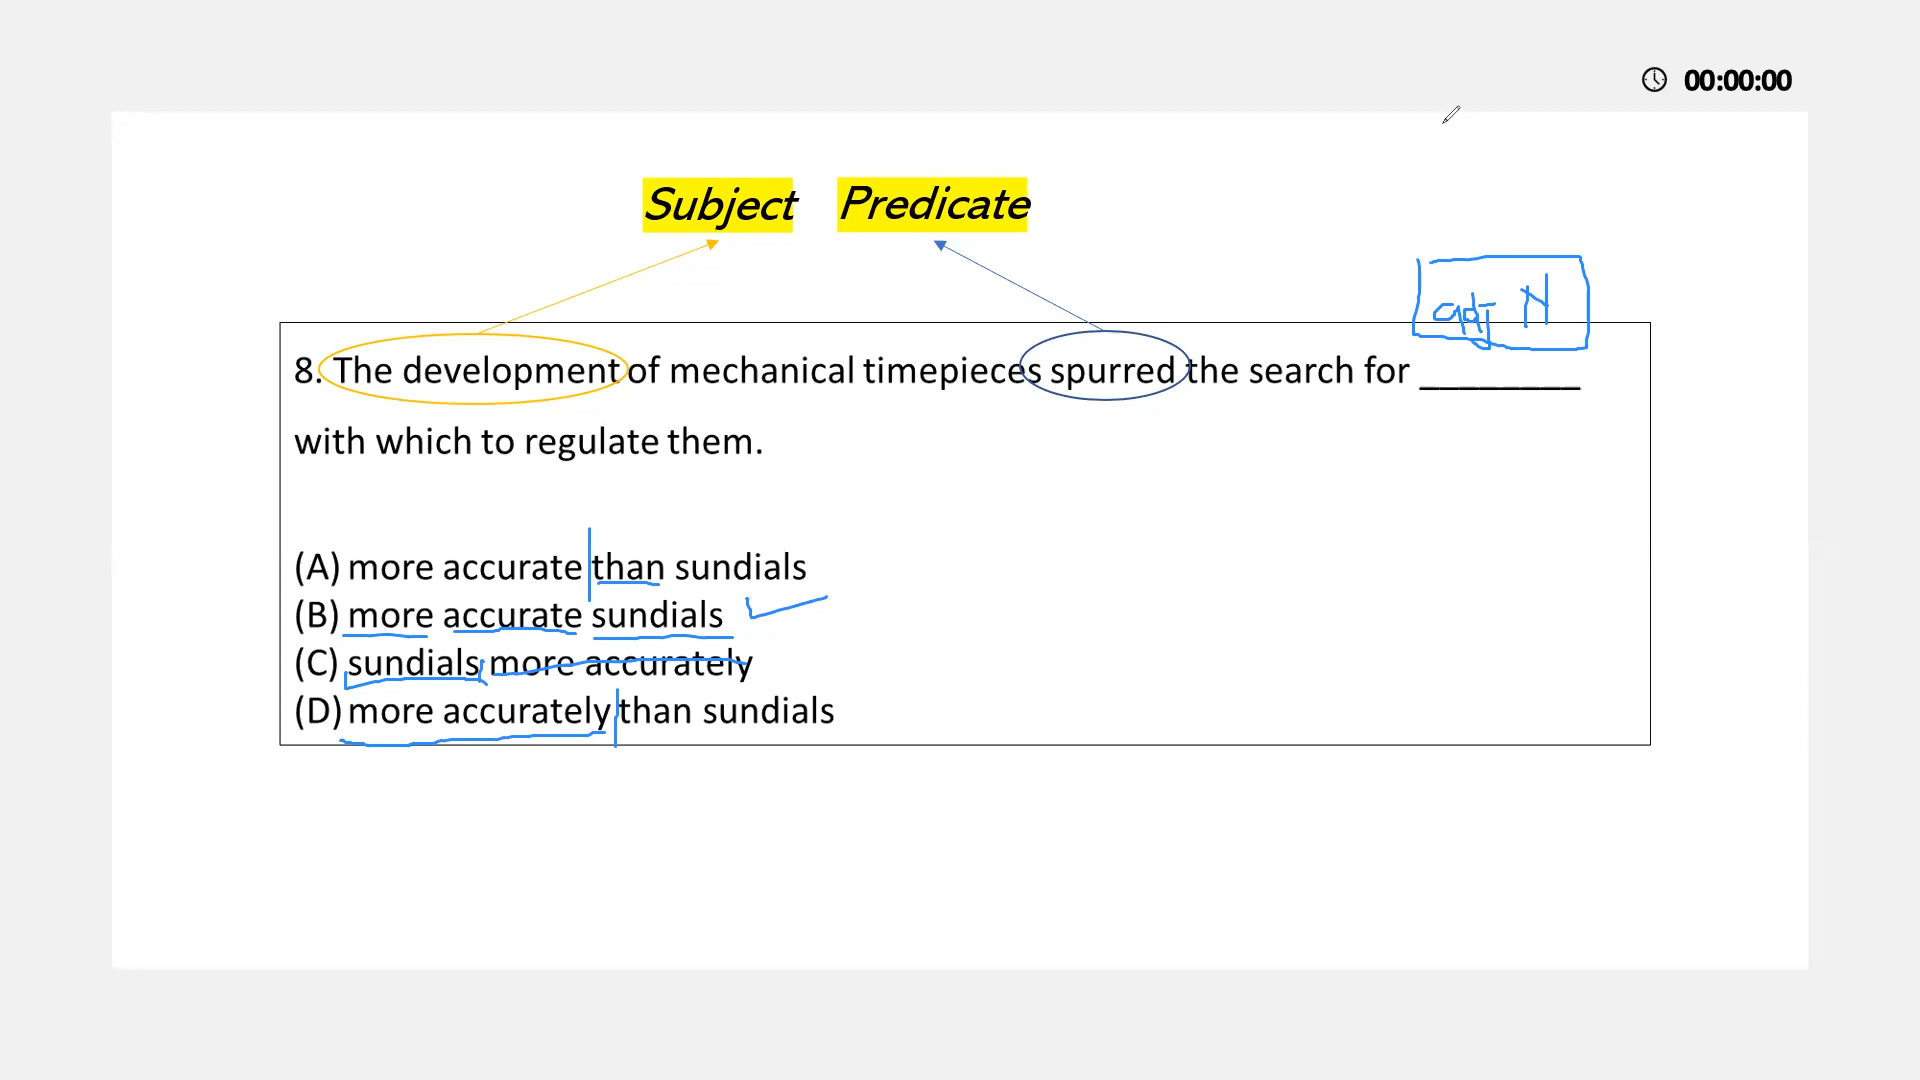 00:00:00
Subject Predicate
adj N
8. The development of mechanical timepieces spurred the search for ________
with which to regulate them.
(A) more accurate than sundials
(B) more accurate sundials
(C) sundials more accurately
(D) more accurately than sundials